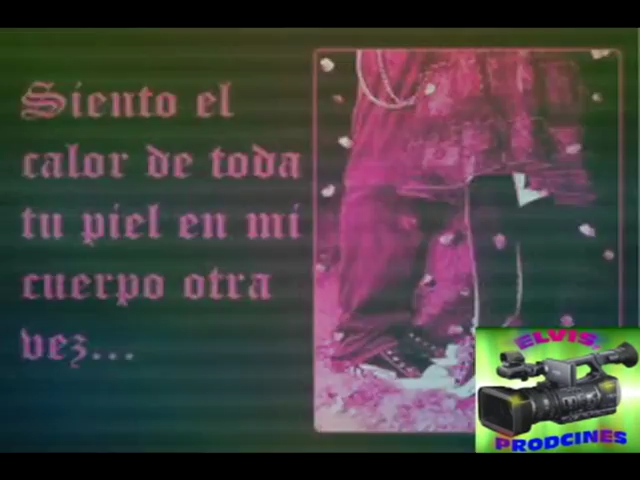 Siento el
calor de toda
tu piel en mi
cuerpo otra
vez...
ELVIS.
PRODCINES